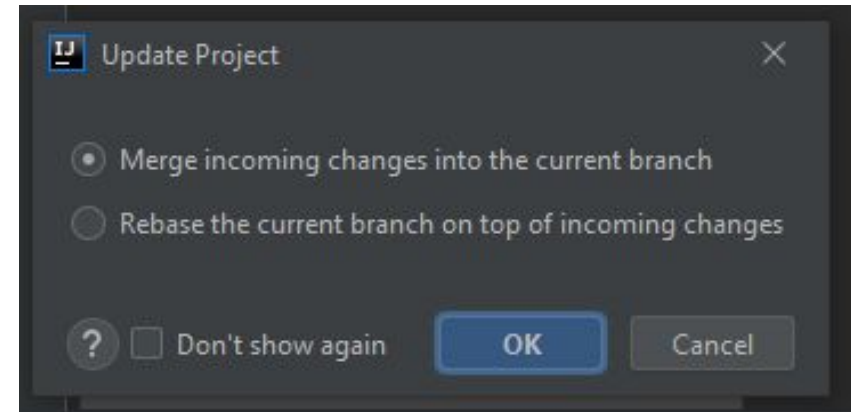 IJ Update Project
Merge incoming changes into the current branch
Rebase the current branch on top of incoming changes
? Don't show again OK Cancel